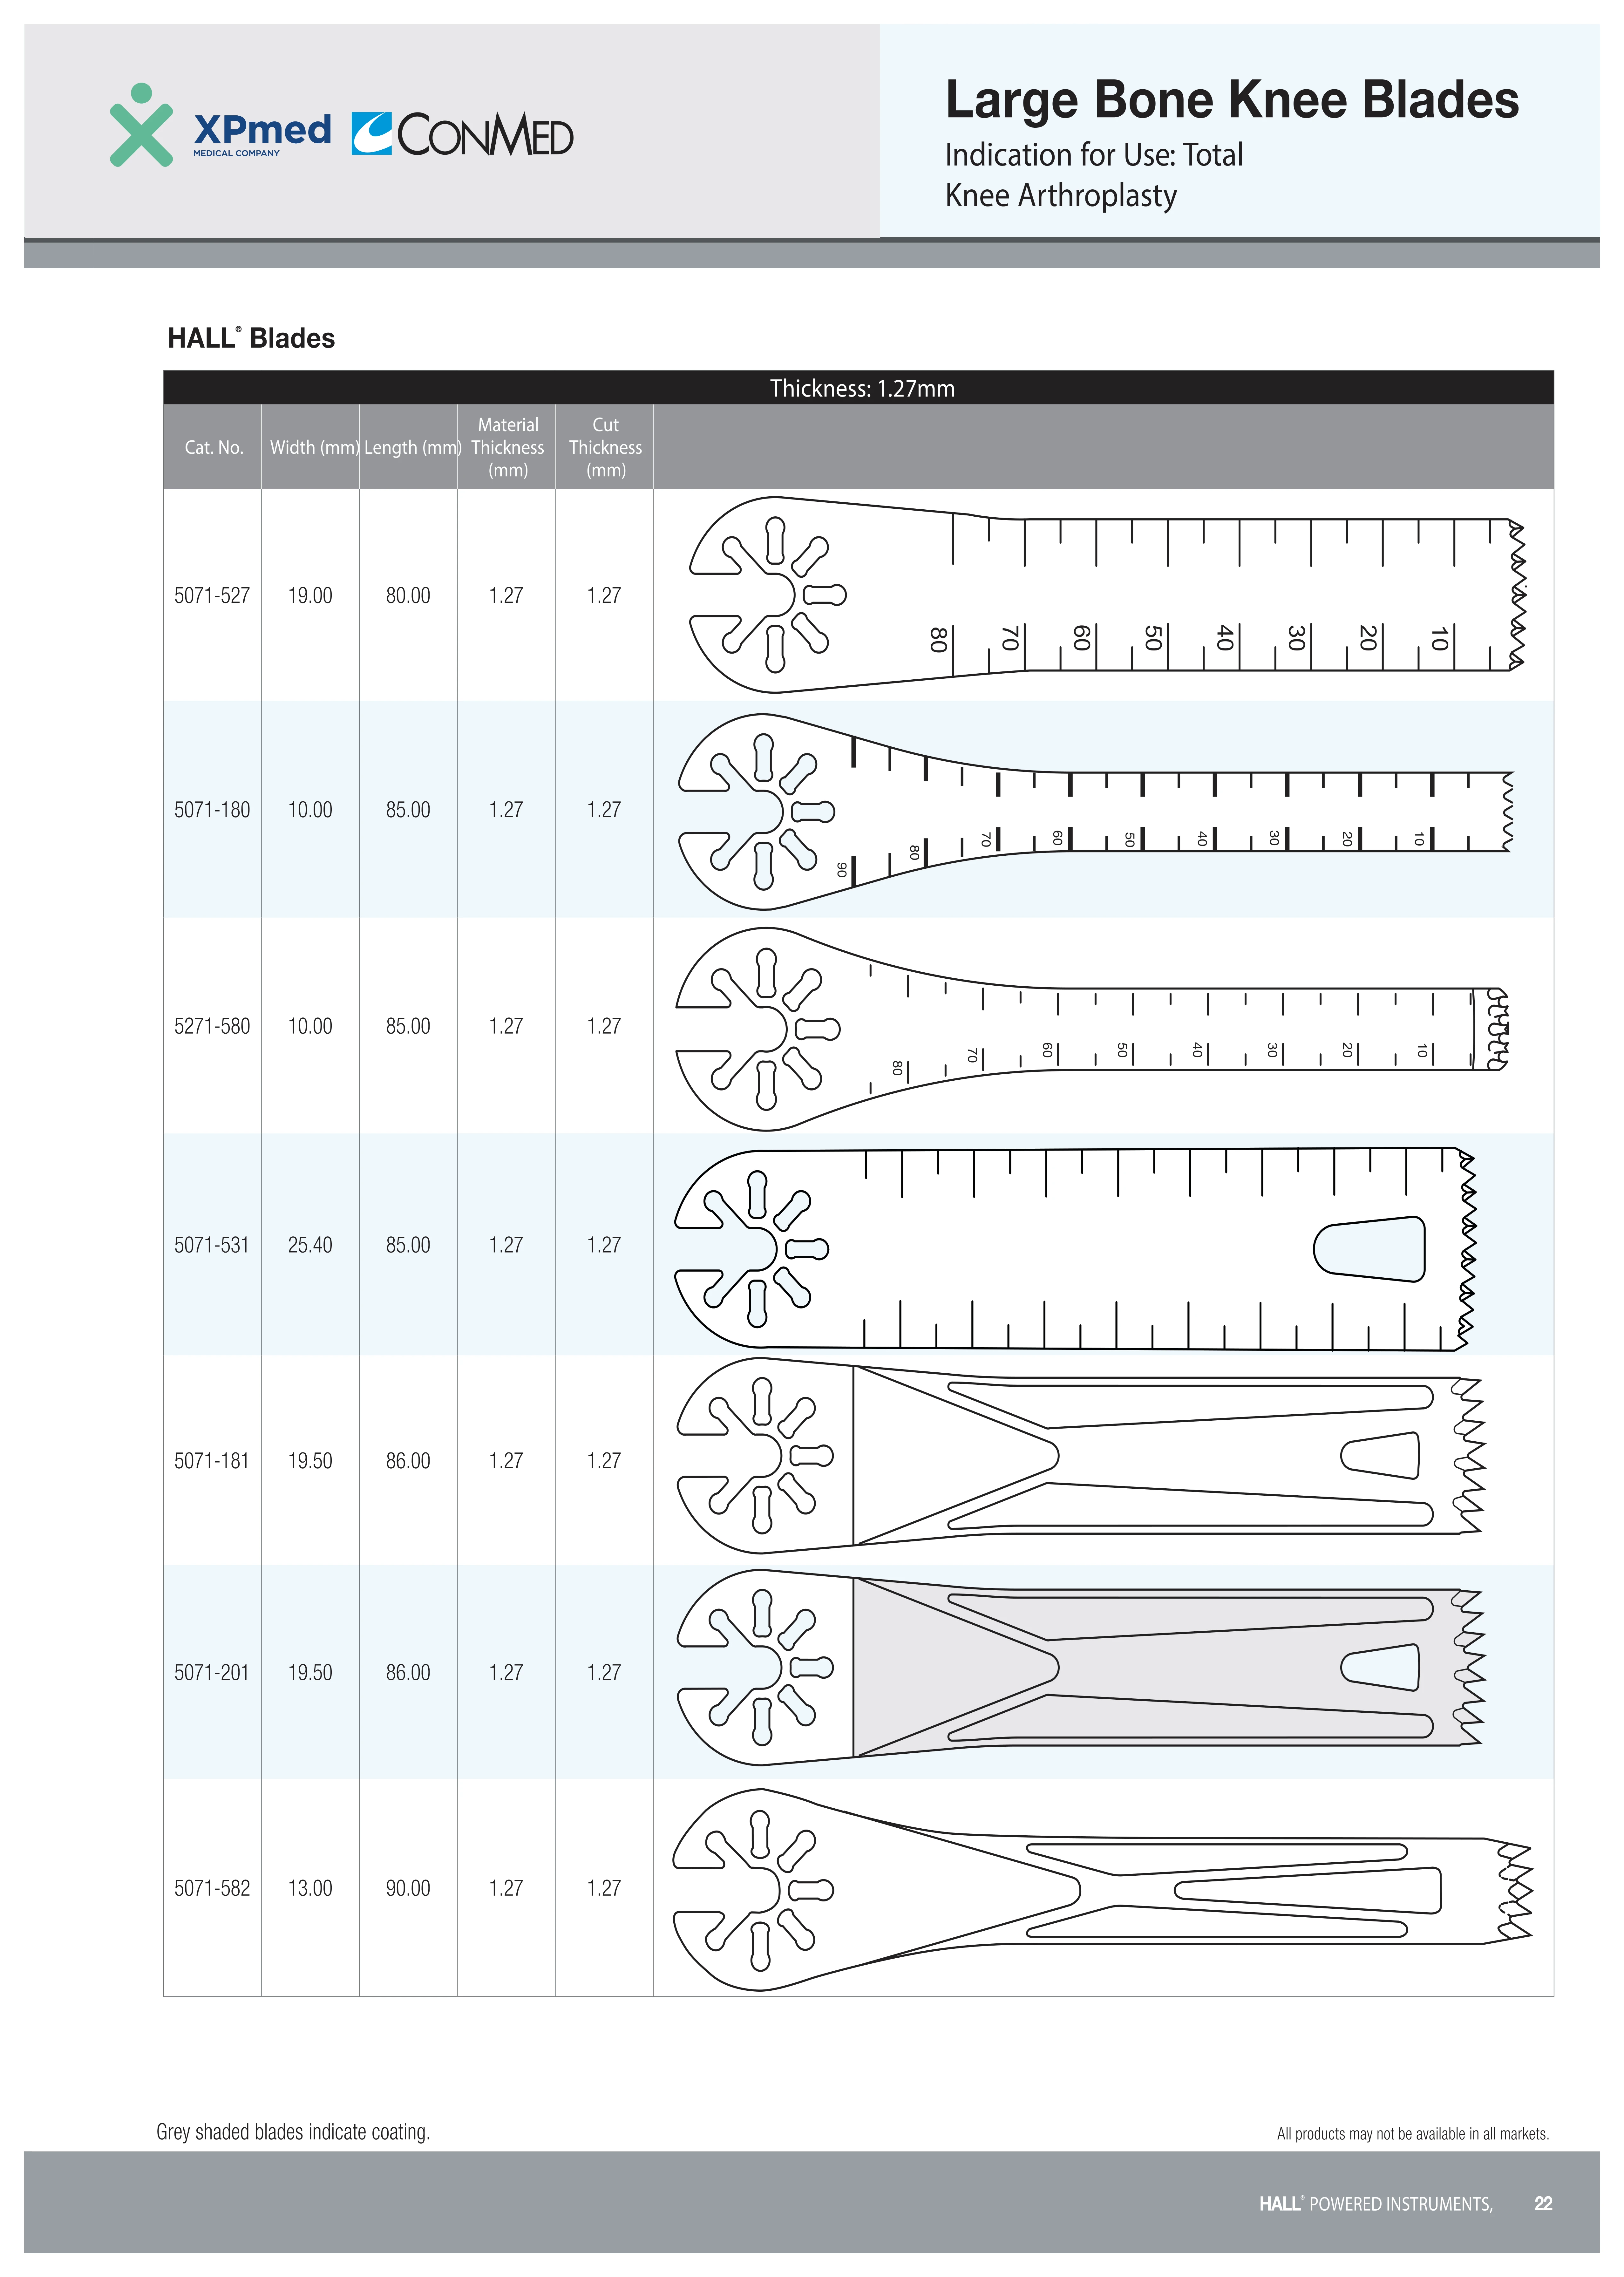 XPmed
MEDICAL COMPANY
CONMED
Large Bone Knee Blades
Indication for Use: Total
Knee Arthroplasty
HALL® Blades
Thickness: 1.27mm
Cat. No. Width (mm) Length (mm) Material Thickness (mm) Cut Thickness (mm)
5071-527 19.00 80.00 1.27 1.27
80 70 60 50 40 30 20 10
5071-180 10.00 85.00 1.27 1.27
90 80 70 60 50 40 30 20 10
5271-580 10.00 85.00 1.27 1.27
80 70 60 50 40 30 20 10
5071-531 25.40 85.00 1.27 1.27
5071-181 19.50 86.00 1.27 1.27
5071-201 19.50 86.00 1.27 1.27
5071-582 13.00 90.00 1.27 1.27
Grey shaded blades indicate coating.
All products may not be available in all markets.
HALL® POWERED INSTRUMENTS, 22